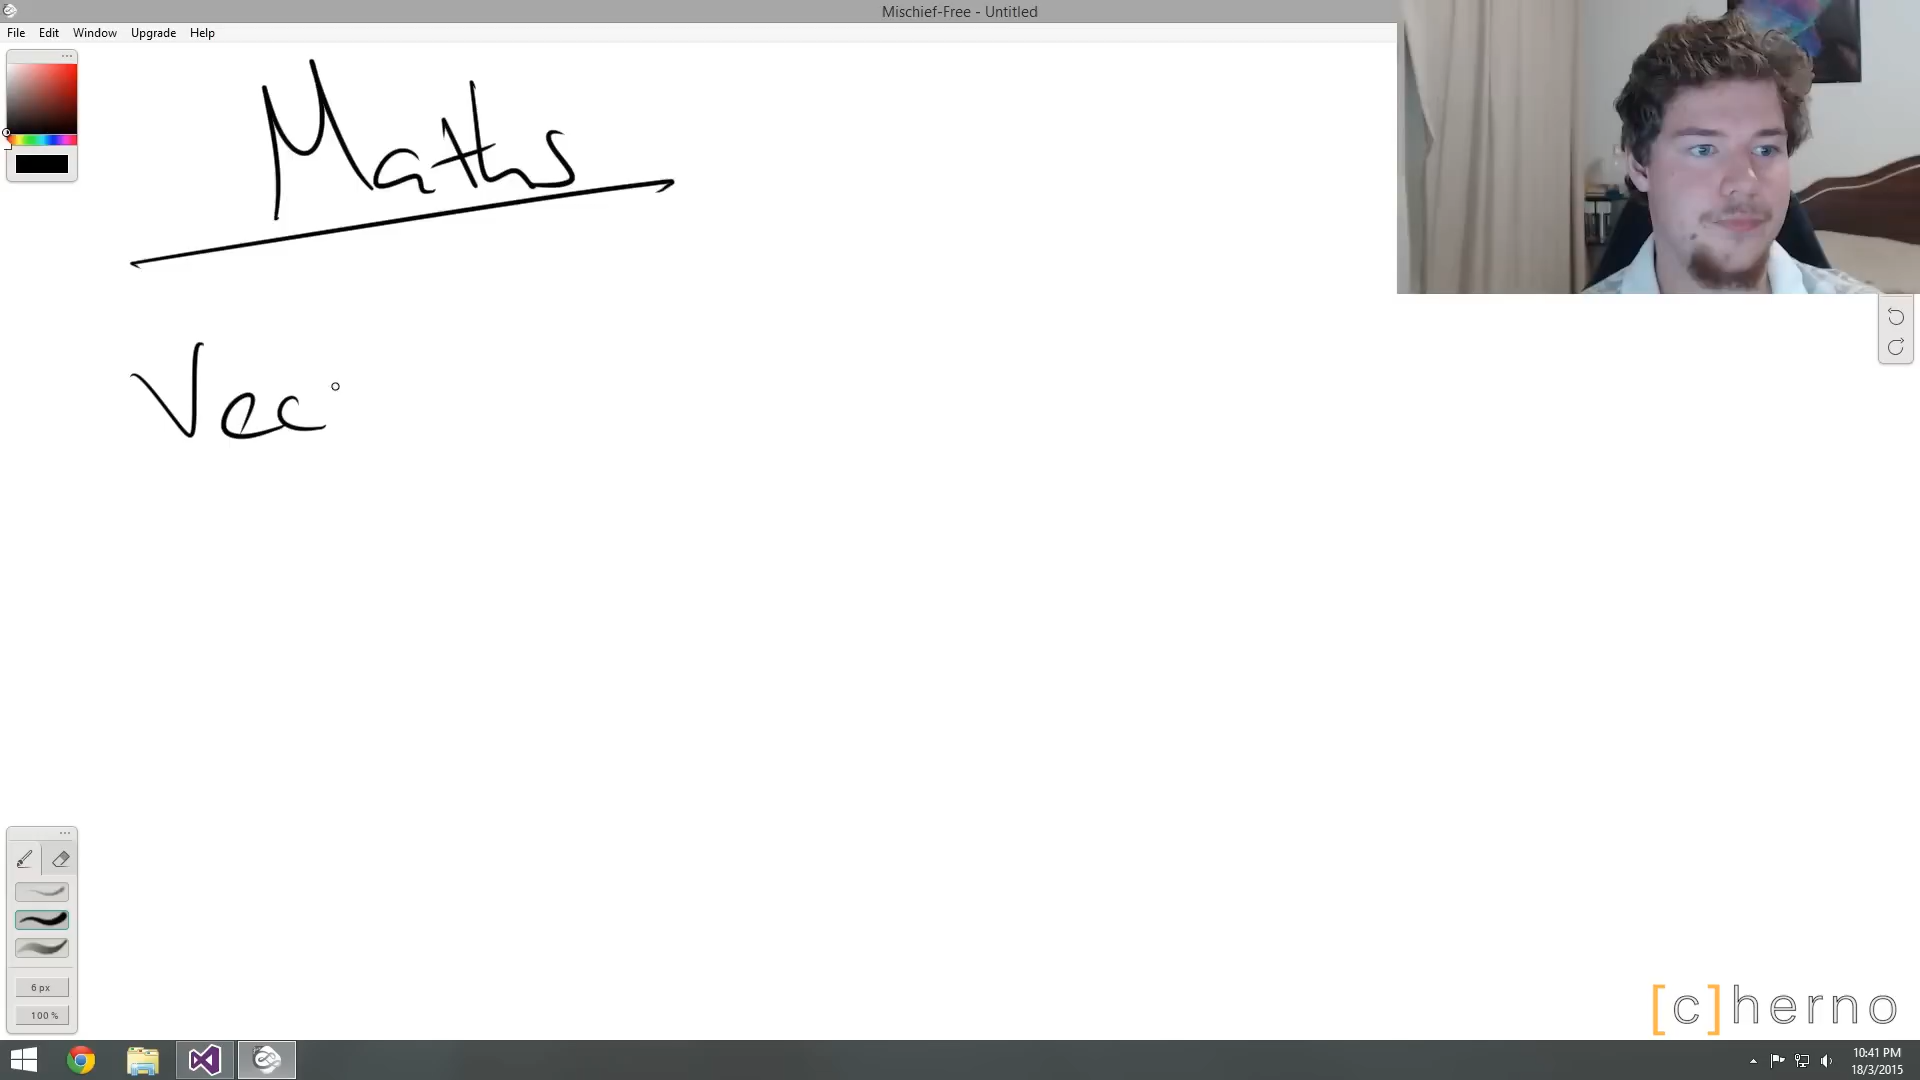 Mischief-Free - Untitled
File Edit Window Upgrade Help
Maths
Vec
6 px
100 %
[c]herno
10:41 PM
18/3/2015